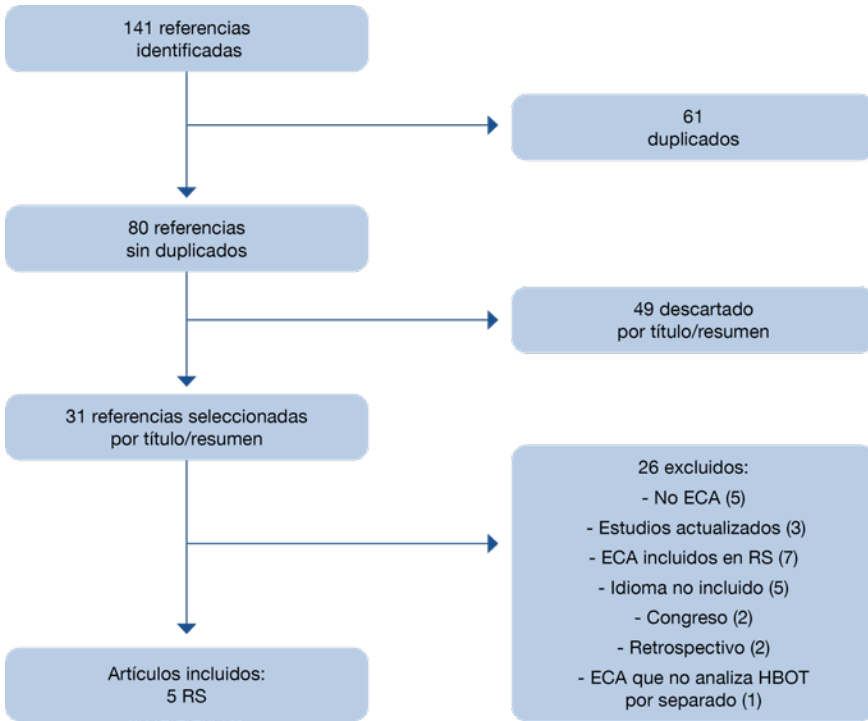 141 referencias
identificadas
61
duplicados
80 referencias
sin duplicados
49 descartado
por título/resumen
31 referencias seleccionadas
por título/resumen
26 excluidos:
- No ECA (5)
- Estudios actualizados (3)
- ECA incluidos en RS (7)
- Idioma no incluido (5)
- Congreso (2)
- Retrospectivo (2)
- ECA que no analiza HBOT
por separado (1)
Artículos incluidos:
5 RS